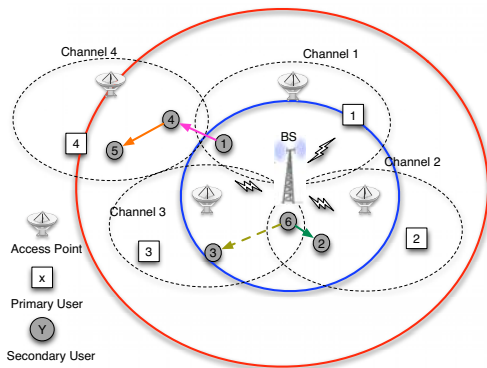 Channel 4
Channel 1
4
1
1
4
5
BS
Channel 2
Channel 3
6
3
3
2
2
Access Point
x
Primary User
Y
Secondary User